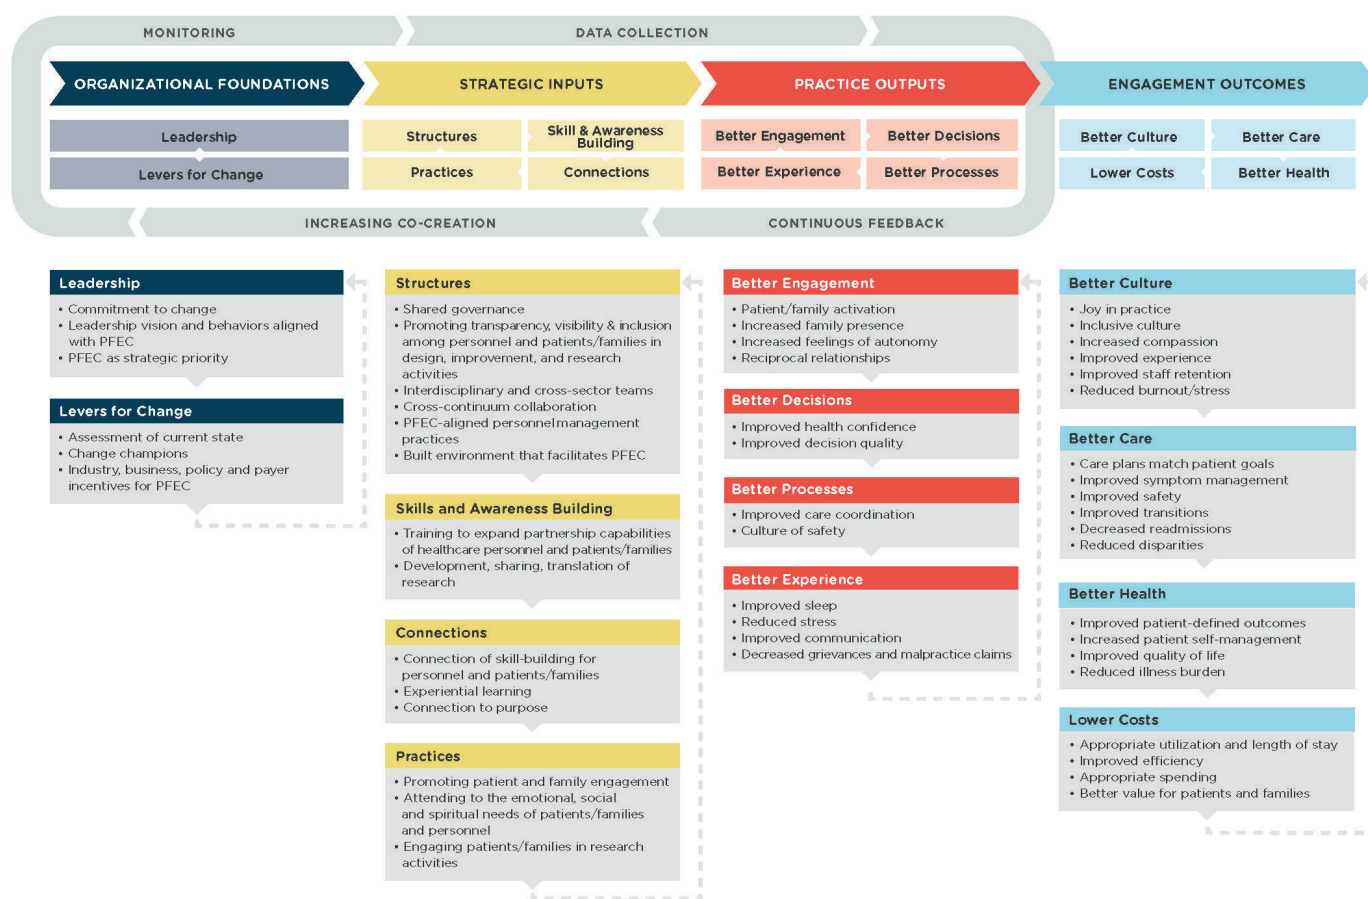 MONITORING
DATA COLLECTION
ORGANIZATIONAL FOUNDATIONS
STRATEGIC INPUTS
PRACTICE OUTPUTS
ENGAGEMENT OUTCOMES
Leadership
Levers for Change
Structures
Skill & Awareness
Building
Practices
Connections
Better Engagement
Better Decisions
Better Experience
Better Processes
Better Culture
Better Care
Lower Costs
Better Health
INCREASING CO-CREATION
CONTINUOUS FEEDBACK
Leadership
• Commitment to change
• Leadership vision and behaviors aligned
with PFEC
• PFEC as strategic priority
Levers for Change
• Assessment of current state
• Change champions
• Industry, business, policy and payer
incentives for PFEC
Structures
• Shared governance
• Promoting transparency, visibility & inclusion
among personnel and patients/families in
design, improvement, and research
activities
• Interdisciplinary and cross-sector teams
• Cross-continuum collaboration
• PFEC-aligned personnel management
practices
• Built environment that facilitates PFEC
Skills and Awareness Building
• Training to expand partnership capabilities
of healthcare personnel and patients/families
• Development, sharing, translation of
research
Connections
• Connection of skill-building for
personnel and patients/families
• Experiential learning
• Connection to purpose
Practices
• Promoting patient and family engagement
• Attending to the emotional, social
and spiritual needs of patients/families
and personnel
• Engaging patients/families in research
activities
Better Engagement
• Patient/family activation
• Increased family presence
• Increased feelings of autonomy
• Reciprocal relationships
Better Decisions
• Improved health confidence
• Improved decision quality
Better Processes
• Improved care coordination
• Culture of safety
Better Experience
• Improved sleep
• Reduced stress
• Improved communication
• Decreased grievances and malpractice claims
Better Culture
• Joy in practice
• Inclusive culture
• Increased compassion
• Improved experience
• Improved staff retention
• Reduced burnout/stress
Better Care
• Care plans match patient goals
• Improved symptom management
• Improved safety
• Improved transitions
• Decreased readmissions
• Reduced disparities
Better Health
• Improved patient-defined outcomes
• Increased patient self-management
• Improved quality of life
• Reduced illness burden
Lower Costs
• Appropriate utilization and length of stay
• Improved efficiency
• Appropriate spending
• Better value for patients and families